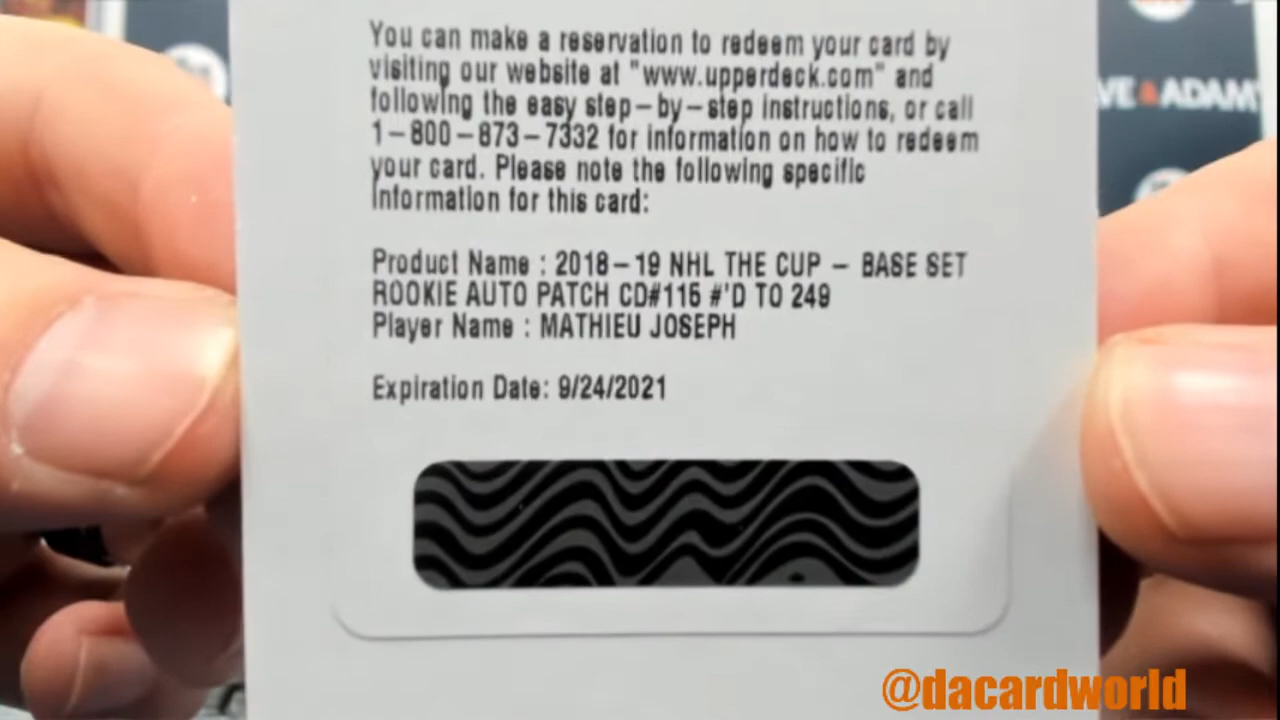 You can make a reservation to redeem your card by
visiting our website at "www.upperdeck.com" and
following the easy step-by-step instructions, or call
1-800-873-7332 for information on how to redeem
your card. Please note the following specific
information for this card:
Product Name : 2018-19 NHL THE CUP - BASE SET
ROOKIE AUTO PATCH CD#115 #'D TO 249
Player Name : MATHIEU JOSEPH
Expiration Date: 9/24/2021
VE&ADAM
@dacardworld